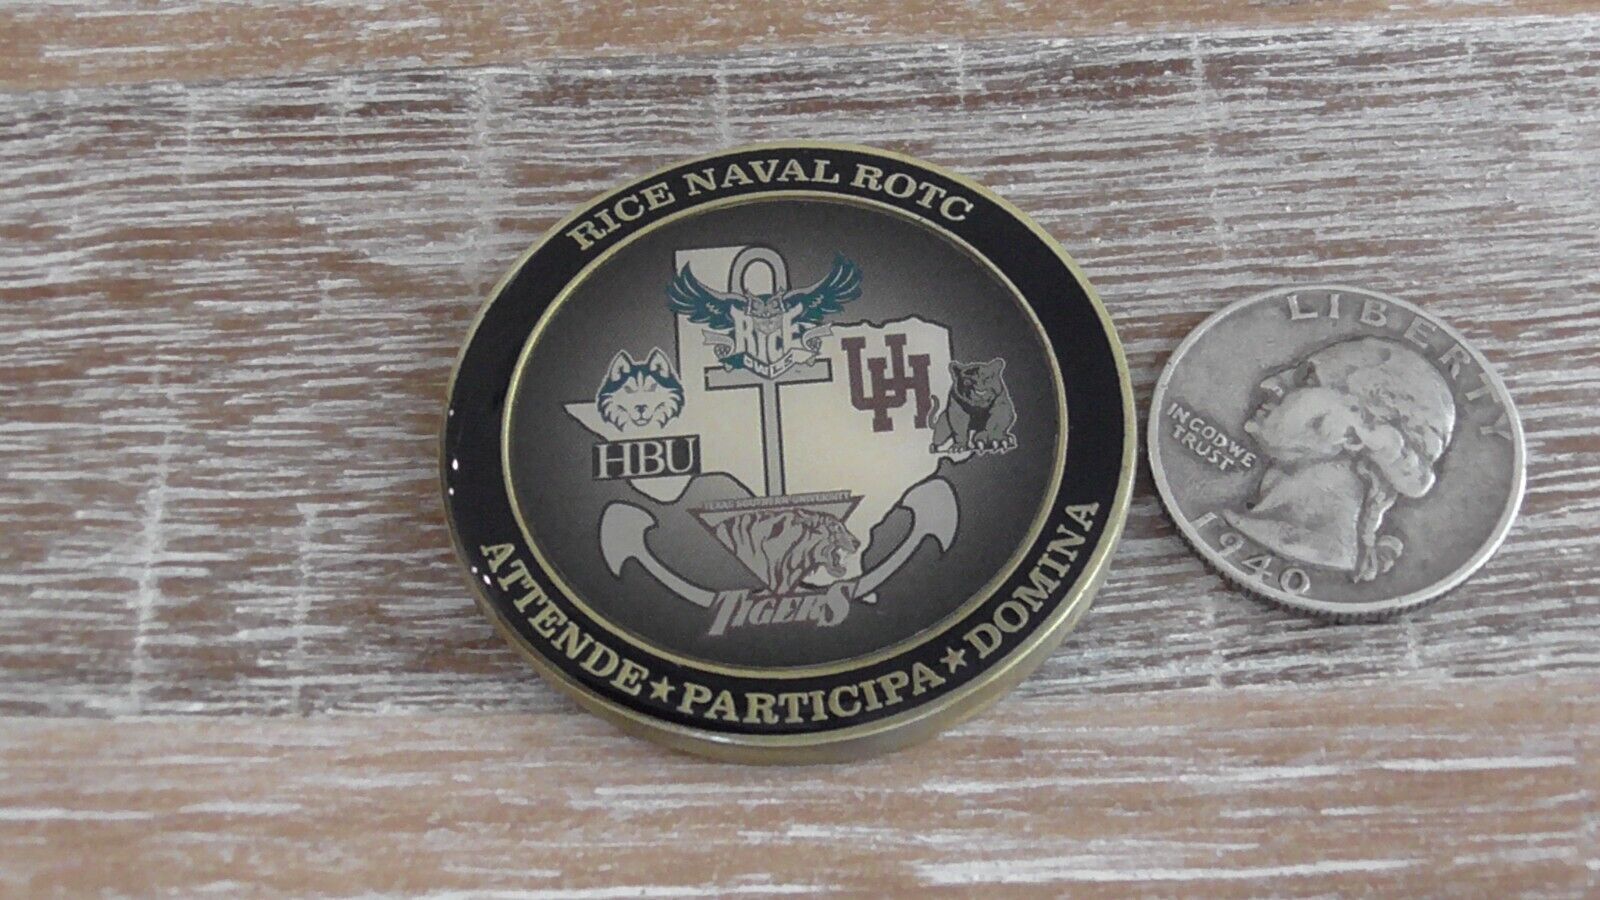 RICE NAVAL ROTC
RICE
OWLS
UH
HBU
TEXAS SOUTHERN UNIVERSITY
TIGERS
ATTENDE★PARTICIPA★DOMINA
LIBERTY
IN GOD WE
TRUST
1940